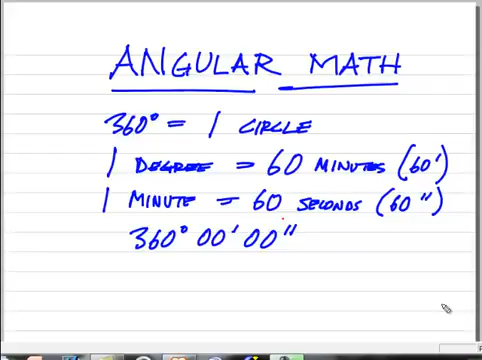 ANGULAR MATH
360° = 1 CIRCLE
1 DEGREE = 60 MINUTES (60')
1 MINUTE = 60 SECONDS (60")
360° 00' 00"